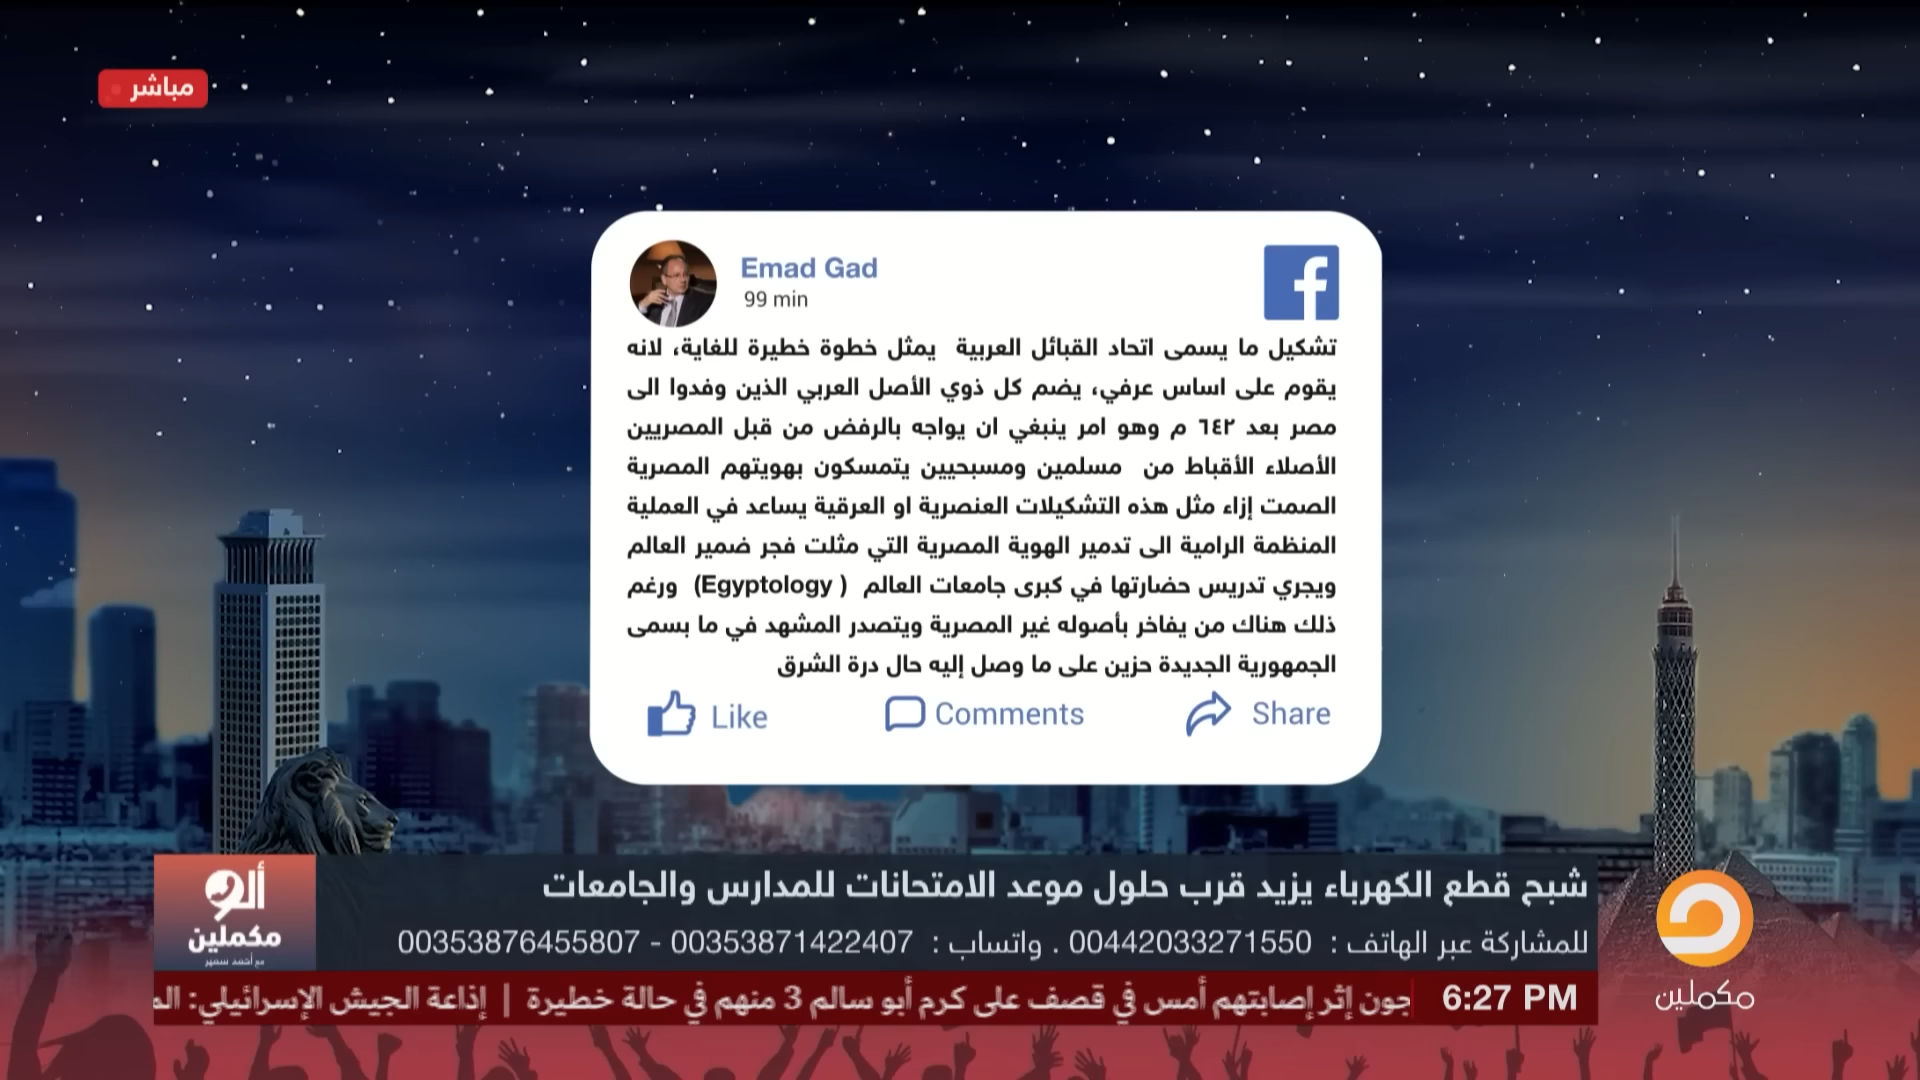 مباشر
Emad Gad
99 min
تشكيل ما يسمى اتحاد القبائل العربية يمثل خطوة خطيرة للغاية، لانه
يقوم على اساس عرفي، يضم كل ذوي الأصل العربي الذين وفدوا الى
مصر بعد ٦٤٢ م وهو امر ينبغي ان يواجه بالرفض من قبل المصريين
الأصلاء الأقباط من مسلمين ومسبحيين يتمسكون بهويتهم المصرية
الصمت إزاء مثل هذه التشكيلات العنصرية او العرقية يساعد في العملية
المنظمة الرامية الى تدمير الهوية المصرية التي مثلت فجر ضمير العالم
ويجري تدريس حضارتها في كبرى جامعات العالم ( Egyptology) ورغم
ذلك هناك من يفاخر بأصوله غير المصرية ويتصدر المشهد في ما بسمى
الجمهورية الجديدة حزين على ما وصل إليه حال درة الشرق
Like
Comments
Share
شبح قطع الكهرباء يزيد قرب حلول موعد الامتحانات للمدارس والجامعات
للمشاركة عبر الهاتف : 00442033271550 . واتساب : 00353871422407 - 00353876455807
ألو
مكملين
مع أحمد سمير
6:27 PM
جون إثر إصابتهم أمس في قصف على كرم أبو سالم 3 منهم في حالة خطيرة | إذاعة الجيش الإسرائيلي: الم
مكملين